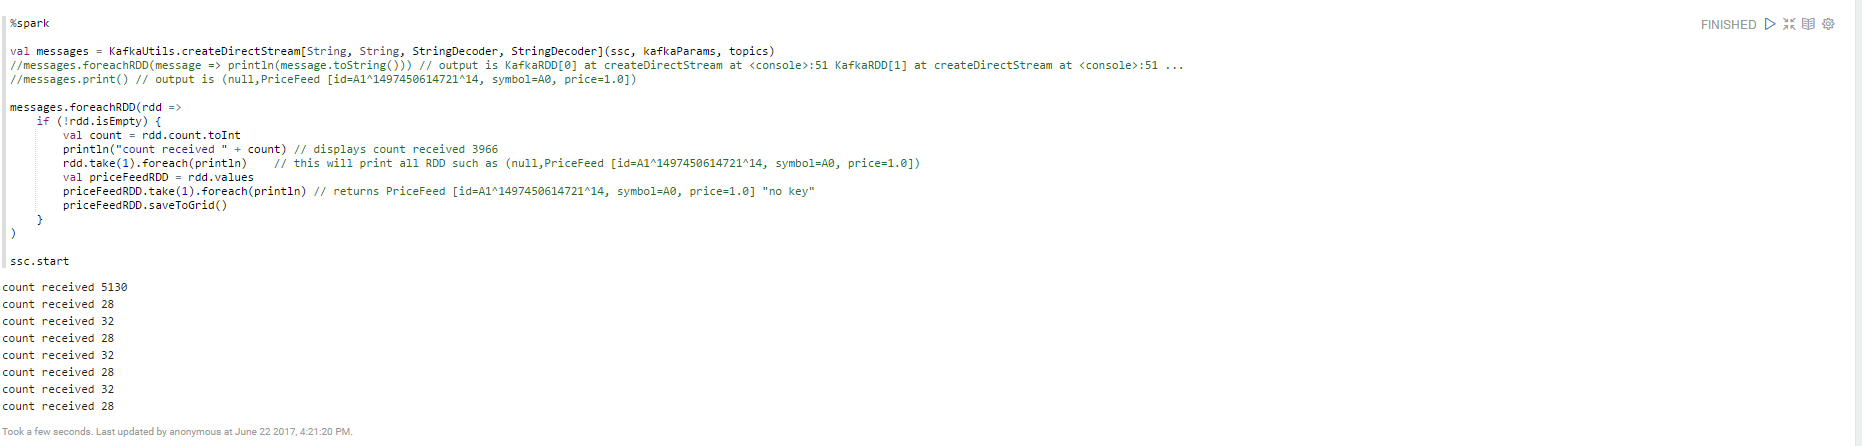 %spark
FINISHED
val messages = KafkaUtils.createDirectStream[String, String, StringDecoder, StringDecoder](ssc, kafkaParams, topics)
//messages.foreachRDD(message => println(message.toString())) // output is KafkaRDD[0] at createDirectStream at <console>:51 KafkaRDD[1] at createDirectStream at <console>:51 ...
//messages.print() // output is (null,PriceFeed [id=A1^1497450614721^14, symbol=A0, price=1.0])
messages.foreachRDD(rdd =>
if (!rdd.isEmpty) {
val count = rdd.count.toInt
println("count received " + count) // displays count received 3966
rdd.take(1).foreach(println)    // this will print all RDD such as (null,PriceFeed [id=A1^1497450614721^14, symbol=A0, price=1.0])
val priceFeedRDD = rdd.values
priceFeedRDD.take(1).foreach(println) // returns PriceFeed [id=A1^1497450614721^14, symbol=A0, price=1.0] "no key"
priceFeedRDD.saveToGrid()
}
)
ssc.start
count received 5130
count received 28
count received 32
count received 28
count received 32
count received 28
count received 32
count received 28
Took a few seconds. Last updated by anonymous at June 22 2017, 4:21:20 PM.